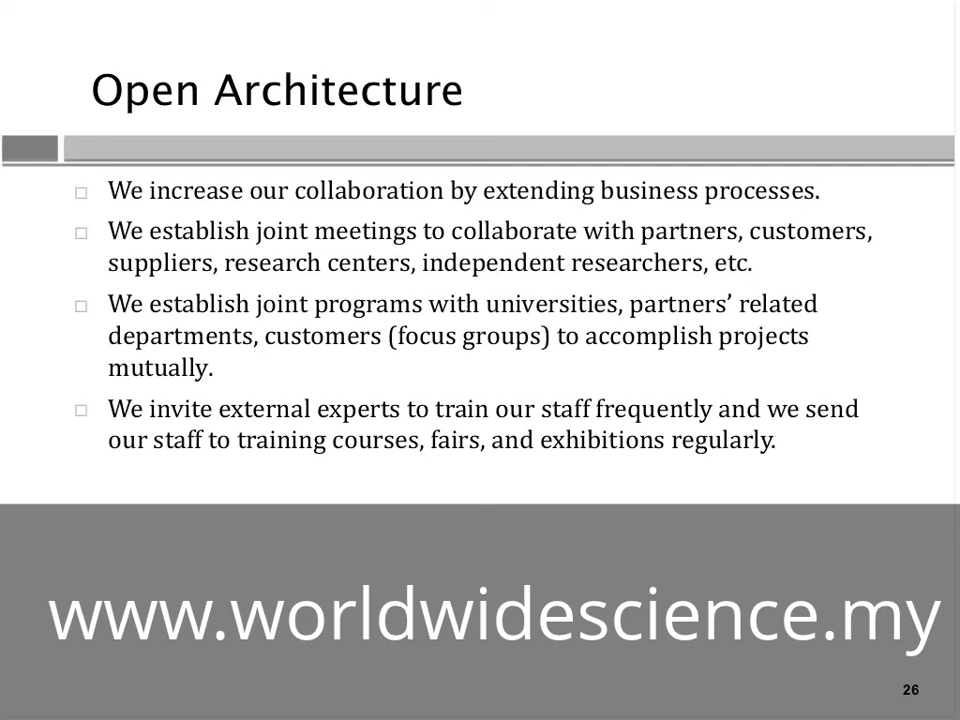 Open Architecture
We increase our collaboration by extending business processes.
We establish joint meetings to collaborate with partners, customers,
suppliers, research centers, independent researchers, etc.
We establish joint programs with universities, partners’ related
departments, customers (focus groups) to accomplish projects
mutually.
We invite external experts to train our staff frequently and we send
our staff to training courses, fairs, and exhibitions regularly.
www.worldwidescience.my
26